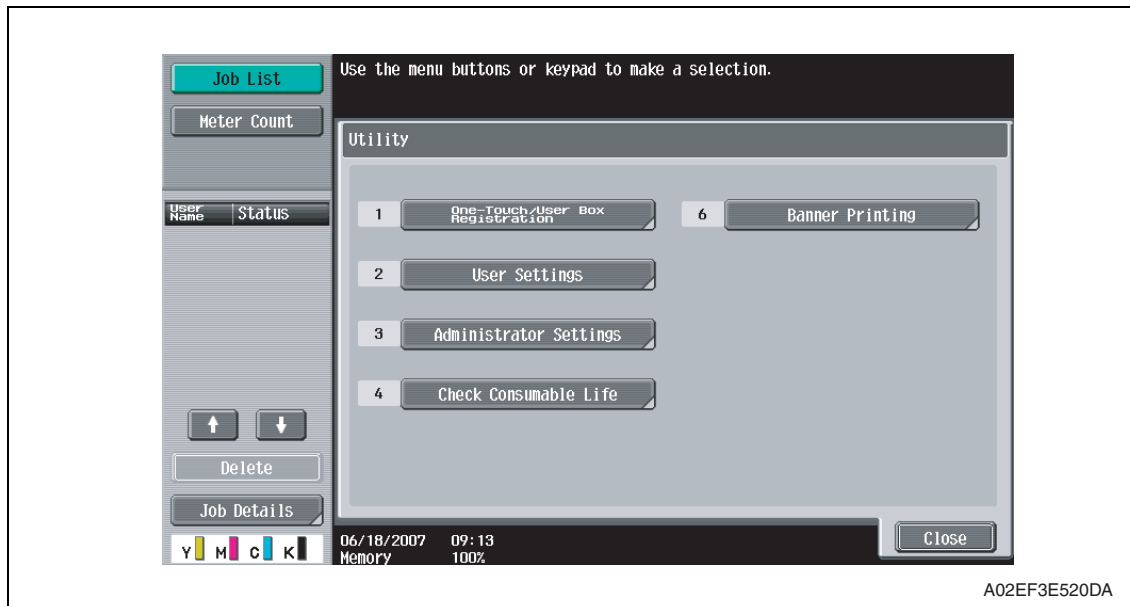 Job List
Meter Count
User Name Status
Delete
Job Details
Y M C K
Use the menu buttons or keypad to make a selection.
Utility
1 One-Touch/User Box Registration
2 User Settings
3 Administrator Settings
4 Check Consumable Life
6 Banner Printing
06/18/2007 09:13
Memory 100%
Close
A02EF3E520DA